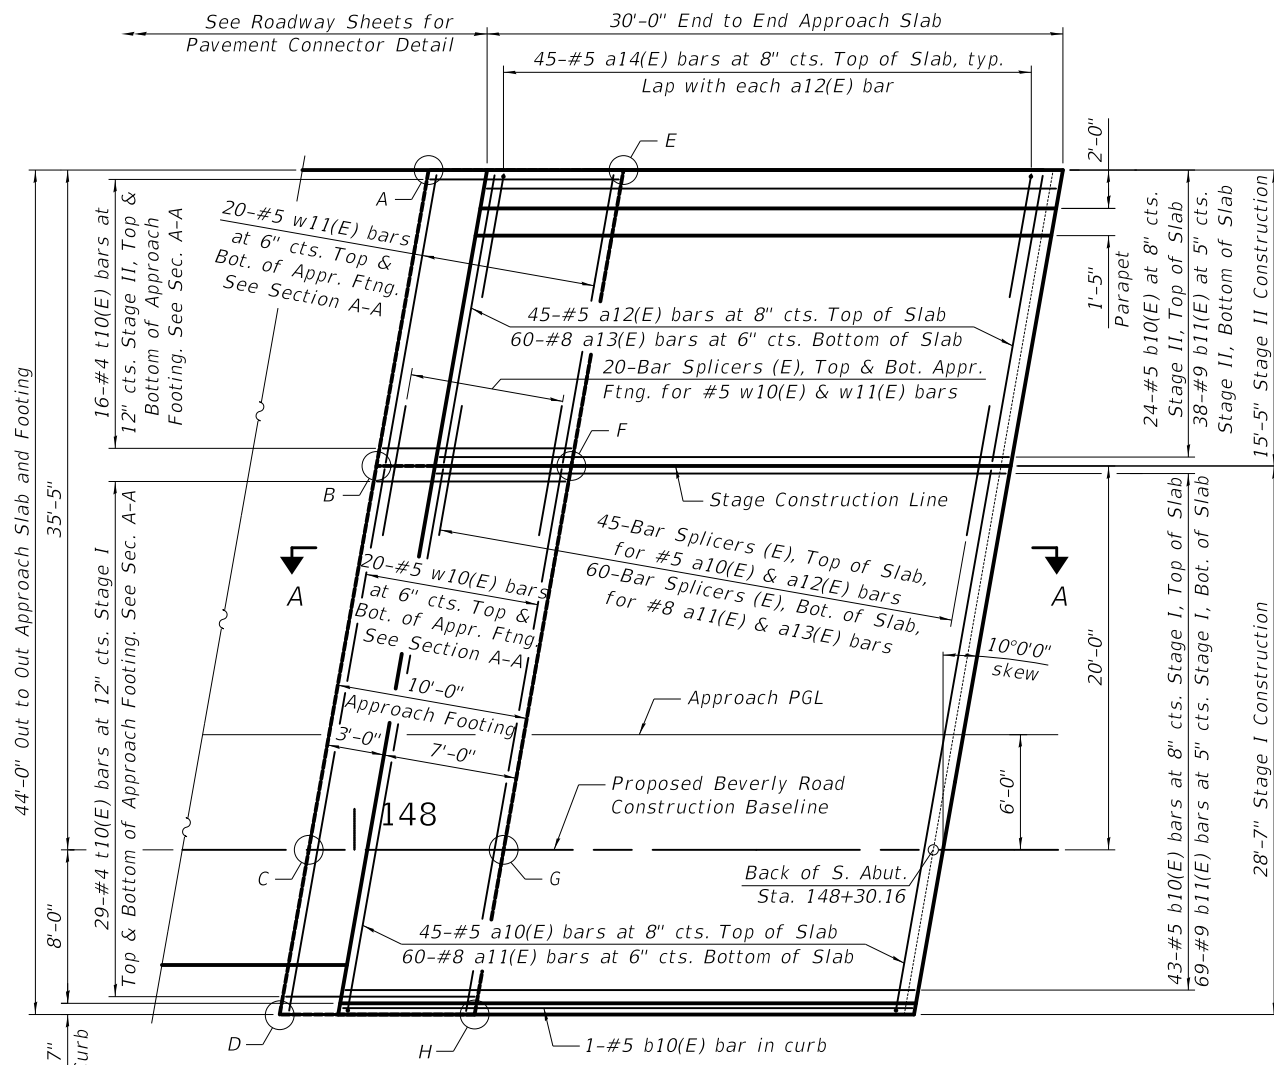 See Roadway Sheets for
Pavement Connector Detail
30'-0" End to End Approach Slab
45-#5 a14(E) bars at 8" cts. Top of Slab, typ.
Lap with each a12(E) bar
A
E
2'-0"
1'-5"
Parapet
16-#4 t10(E) bars at
12" cts. Stage II, Top &
Bottom of Approach
Footing. See Sec. A-A
20-#5 w11(E) bars
at 6" cts. Top &
Bot. of Appr. Ftng.
See Section A-A
45-#5 a12(E) bars at 8" cts. Top of Slab
60-#8 a13(E) bars at 6" cts. Bottom of Slab
20-Bar Splicers (E), Top & Bot. Appr.
Ftng. for #5 w10(E) & w11(E) bars
24-#5 b10(E) at 8" cts.
Stage II, Top of Slab
38-#9 b11(E) at 5" cts.
Stage II, Bottom of Slab
15'-5" Stage II Construction
44'-0" Out to Out Approach Slab and Footing
35'-5"
B
F
Stage Construction Line
29-#4 t10(E) bars at 12" cts. Stage I
Top & Bottom of Approach Footing. See Sec. A-A
A
A
20-#5 w10(E) bars
at 6" cts. Top &
Bot. of Appr. Ftng.
See Section A-A
45-Bar Splicers (E), Top of Slab,
for #5 a10(E) & a12(E) bars
60-Bar Splicers (E), Bot. of Slab,
for #8 a11(E) & a13(E) bars
10°0'0"
skew
20'-0"
43-#5 b10(E) bars at 8" cts. Stage I, Top of Slab
69-#9 b11(E) bars at 5" cts. Stage I, Bot. of Slab
28'-7" Stage I Construction
10'-0"
Approach Footing
3'-0"
7'-0"
Approach PGL
6'-0"
Proposed Beverly Road
Construction Baseline
148
C
G
Back of S. Abut.
Sta. 148+30.16
8'-0"
45-#5 a10(E) bars at 8" cts. Top of Slab
60-#8 a11(E) bars at 6" cts. Bottom of Slab
D
H
1-#5 b10(E) bar in curb
7"
urb